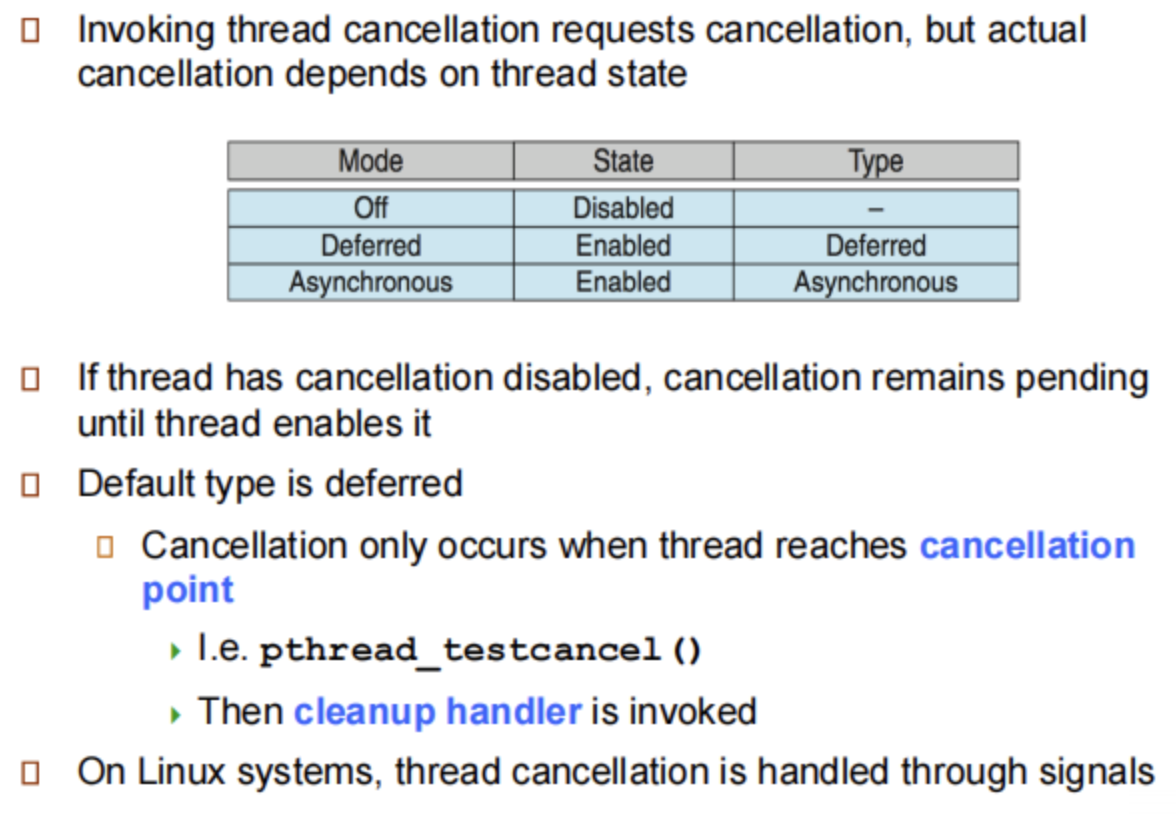 Invoking thread cancellation requests cancellation, but actual
cancellation depends on thread state
Mode State Type
Off Disabled –
Deferred Enabled Deferred
Asynchronous Enabled Asynchronous
If thread has cancellation disabled, cancellation remains pending
until thread enables it
Default type is deferred
Cancellation only occurs when thread reaches cancellation
point
I.e. pthread_testcancel()
Then cleanup handler is invoked
On Linux systems, thread cancellation is handled through signals